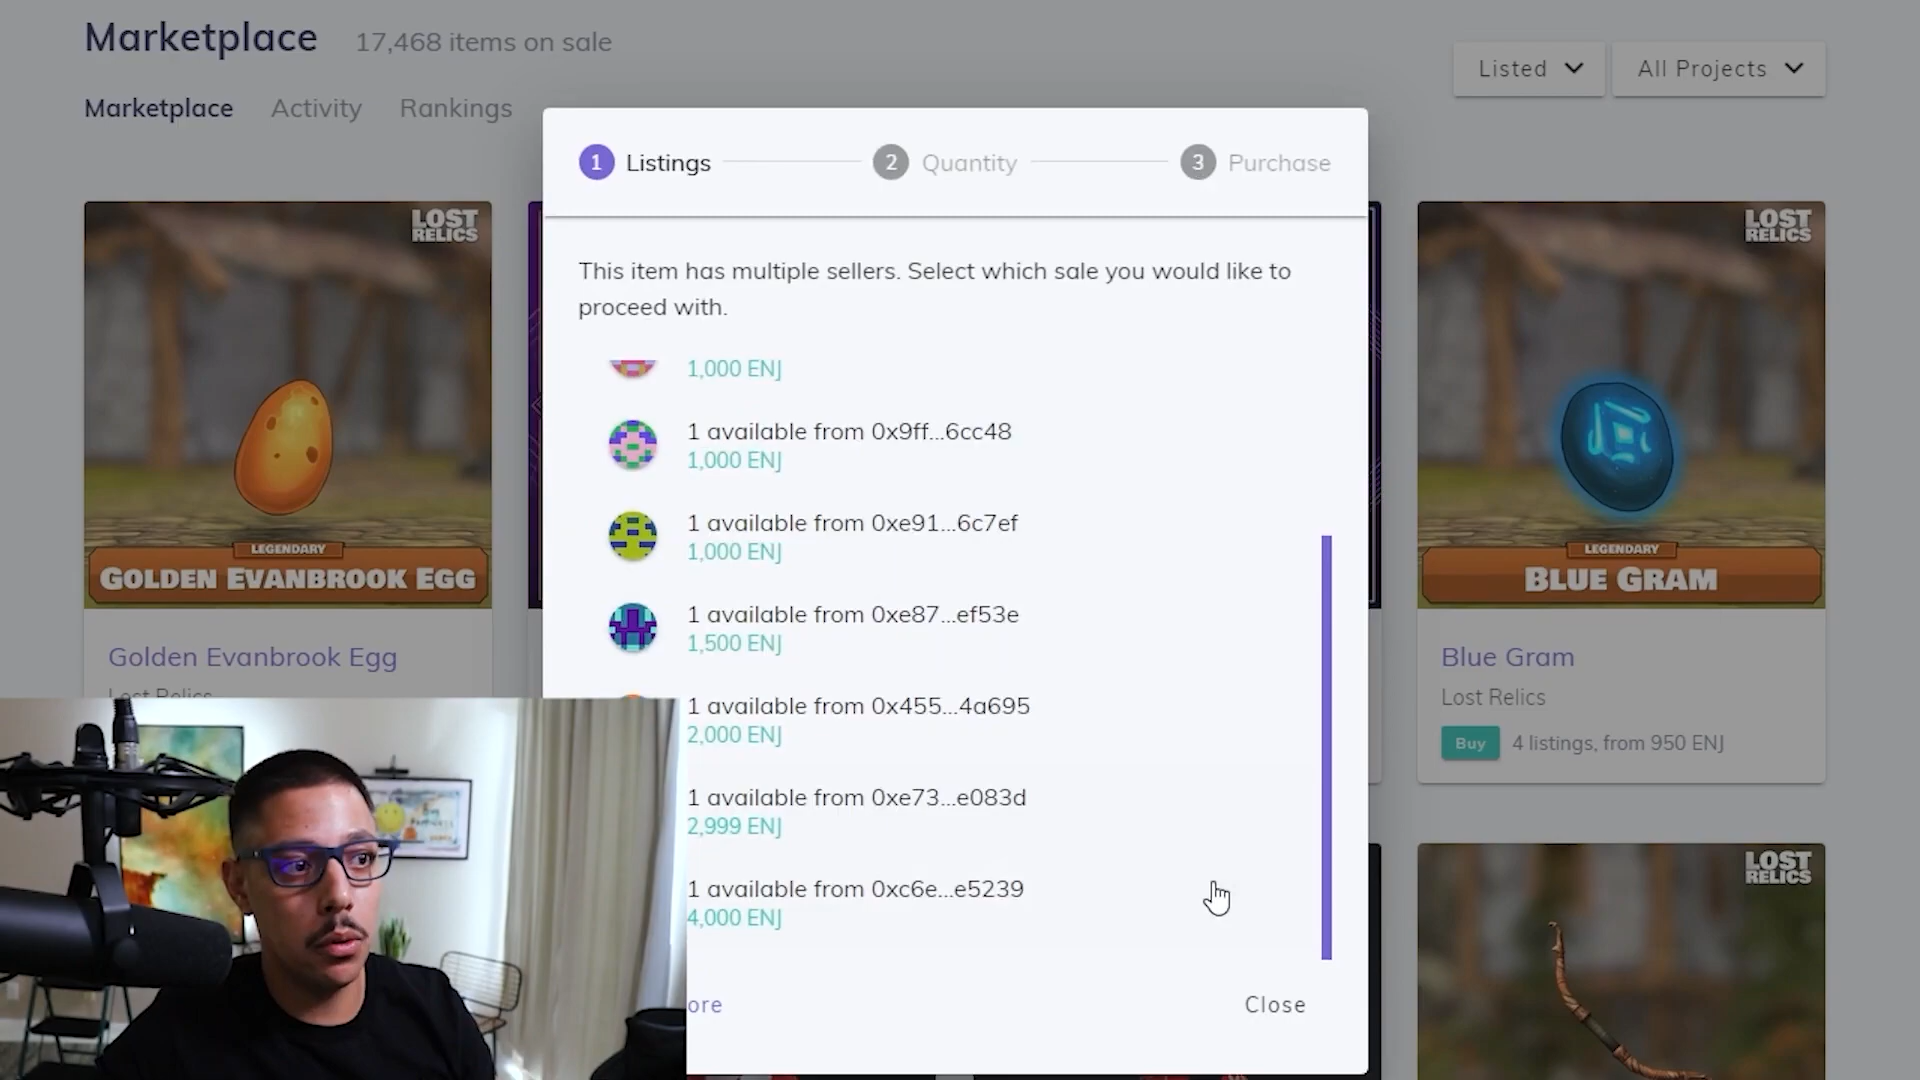 Marketplace 17,468 items on sale
Listed
All Projects
Marketplace Activity Rankings
1 Listings
2 Quantity
3 Purchase
LOST
RELICS
LOST
RELICS
This item has multiple sellers. Select which sale you would like to
proceed with.
1,000 ENJ
1 available from 0x9ff...6cc48
1,000 ENJ
1 available from 0xe91...6c7ef
1,000 ENJ
1 available from 0xe87...ef53e
1,500 ENJ
1 available from 0x455...4a695
2,000 ENJ
1 available from 0xe73...e083d
2,999 ENJ
1 available from 0xc6e...e5239
4,000 ENJ
ore
Close
LEGENDARY
GOLDEN EVANBROOK EGG
Golden Evanbrook Egg
Lost Relics
LEGENDARY
BLUE GRAM
Blue Gram
Lost Relics
Buy 4 listings, from 950 ENJ
LOST
RELICS